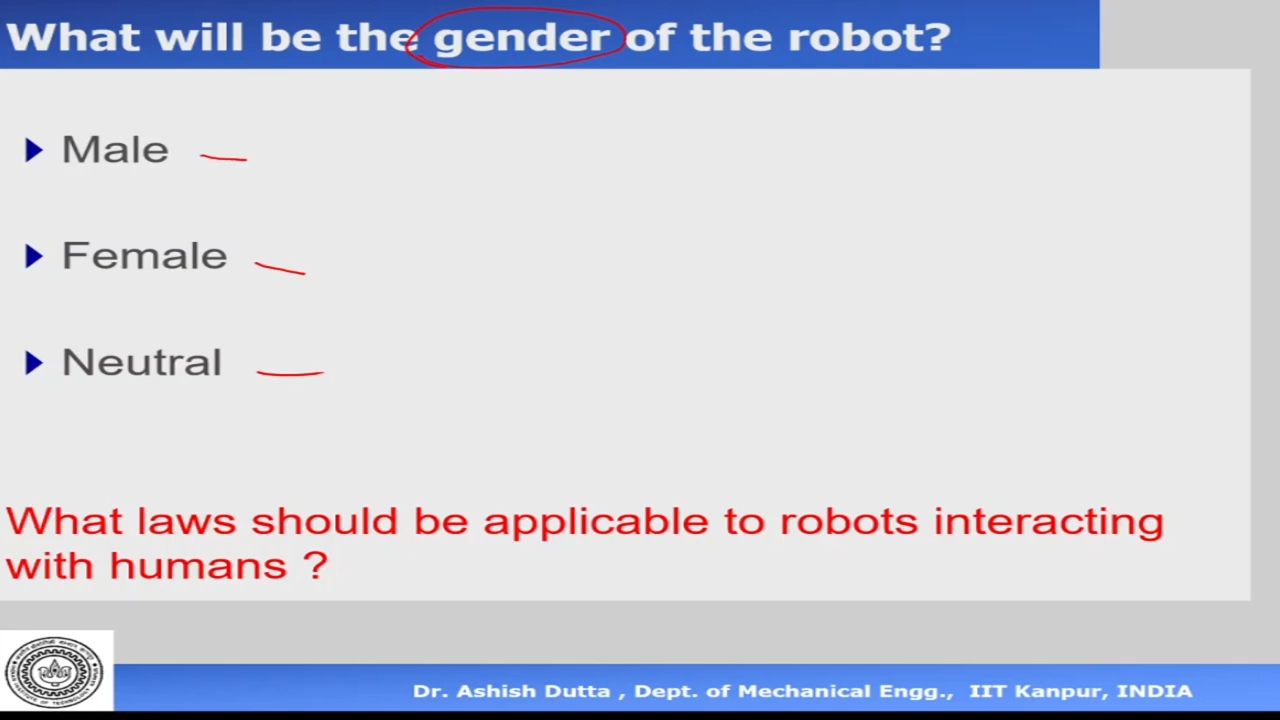 What will be the gender of the robot?
Male
Female
Neutral
What laws should be applicable to robots interacting
with humans ?
Dr. Ashish Dutta , Dept. of Mechanical Engg., IIT Kanpur, INDIA